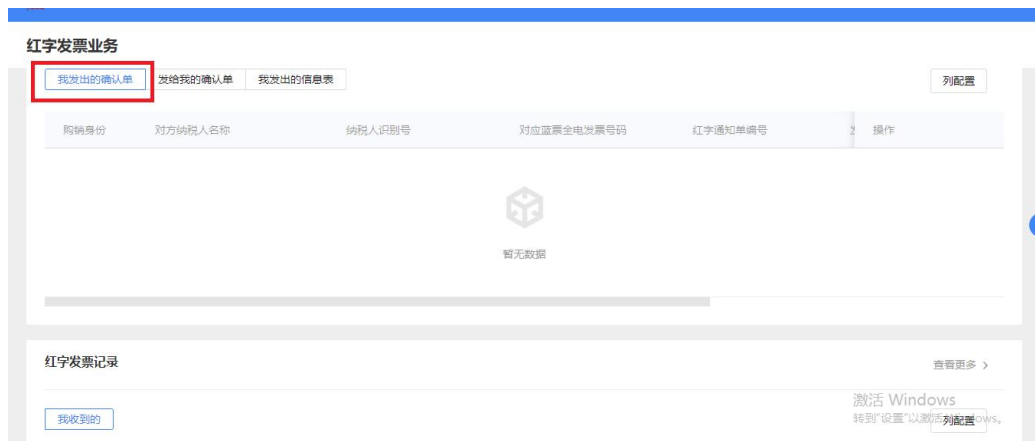 红字发票业务
我发出的确认单 发给我的确认单 我发出的信息表 列配置
购销身份 对方纳税人名称 纳税人识别号 对应蓝票全电发票号码 红字通知单编号 操作
暂无数据
红字发票记录 查看更多
激活 Windows
我收到的 列配置
转到"设置"以激活 Windows。